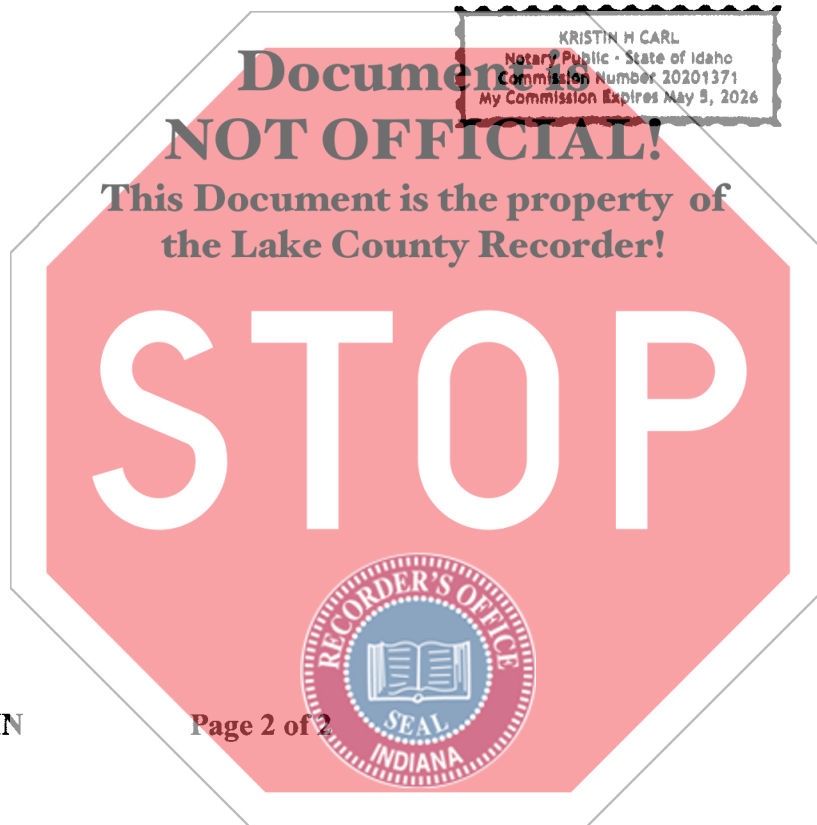 KRISTIN H CARL
Notary Public - State of Idaho
Commission Number 20201371
My Commission Expires May 5, 2026
Document is
NOT OFFICIAL!
This Document is the property of
the Lake County Recorder!
STOP
RECORDER'S OFFICE
SEAL
INDIANA
IN
Page 2 of 2